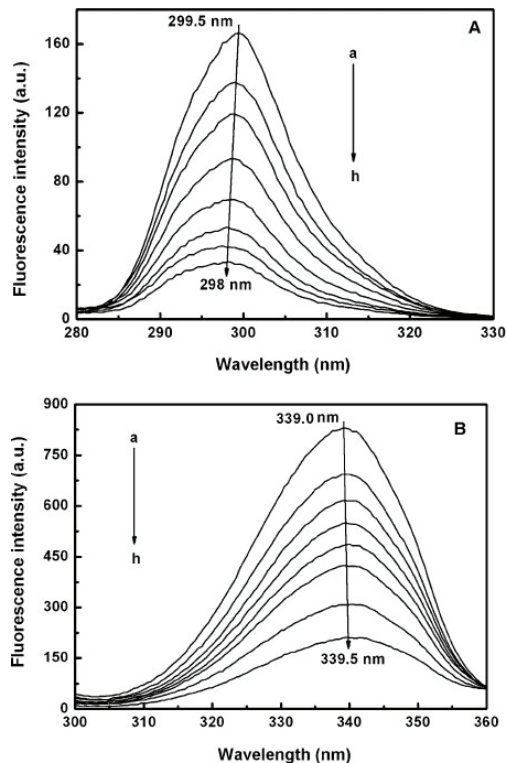 299.5 nm
A
a
h
298 nm
160
120
80
40
0
280 290 300 310 320 330
Fluorescence intensity (a.u.)
Wavelength (nm)
339.0 nm
B
a
h
339.5 nm
900
750
600
450
300
150
0
300 310 320 330 340 350 360
Fluorescence intensity (a.u.)
Wavelength (nm)